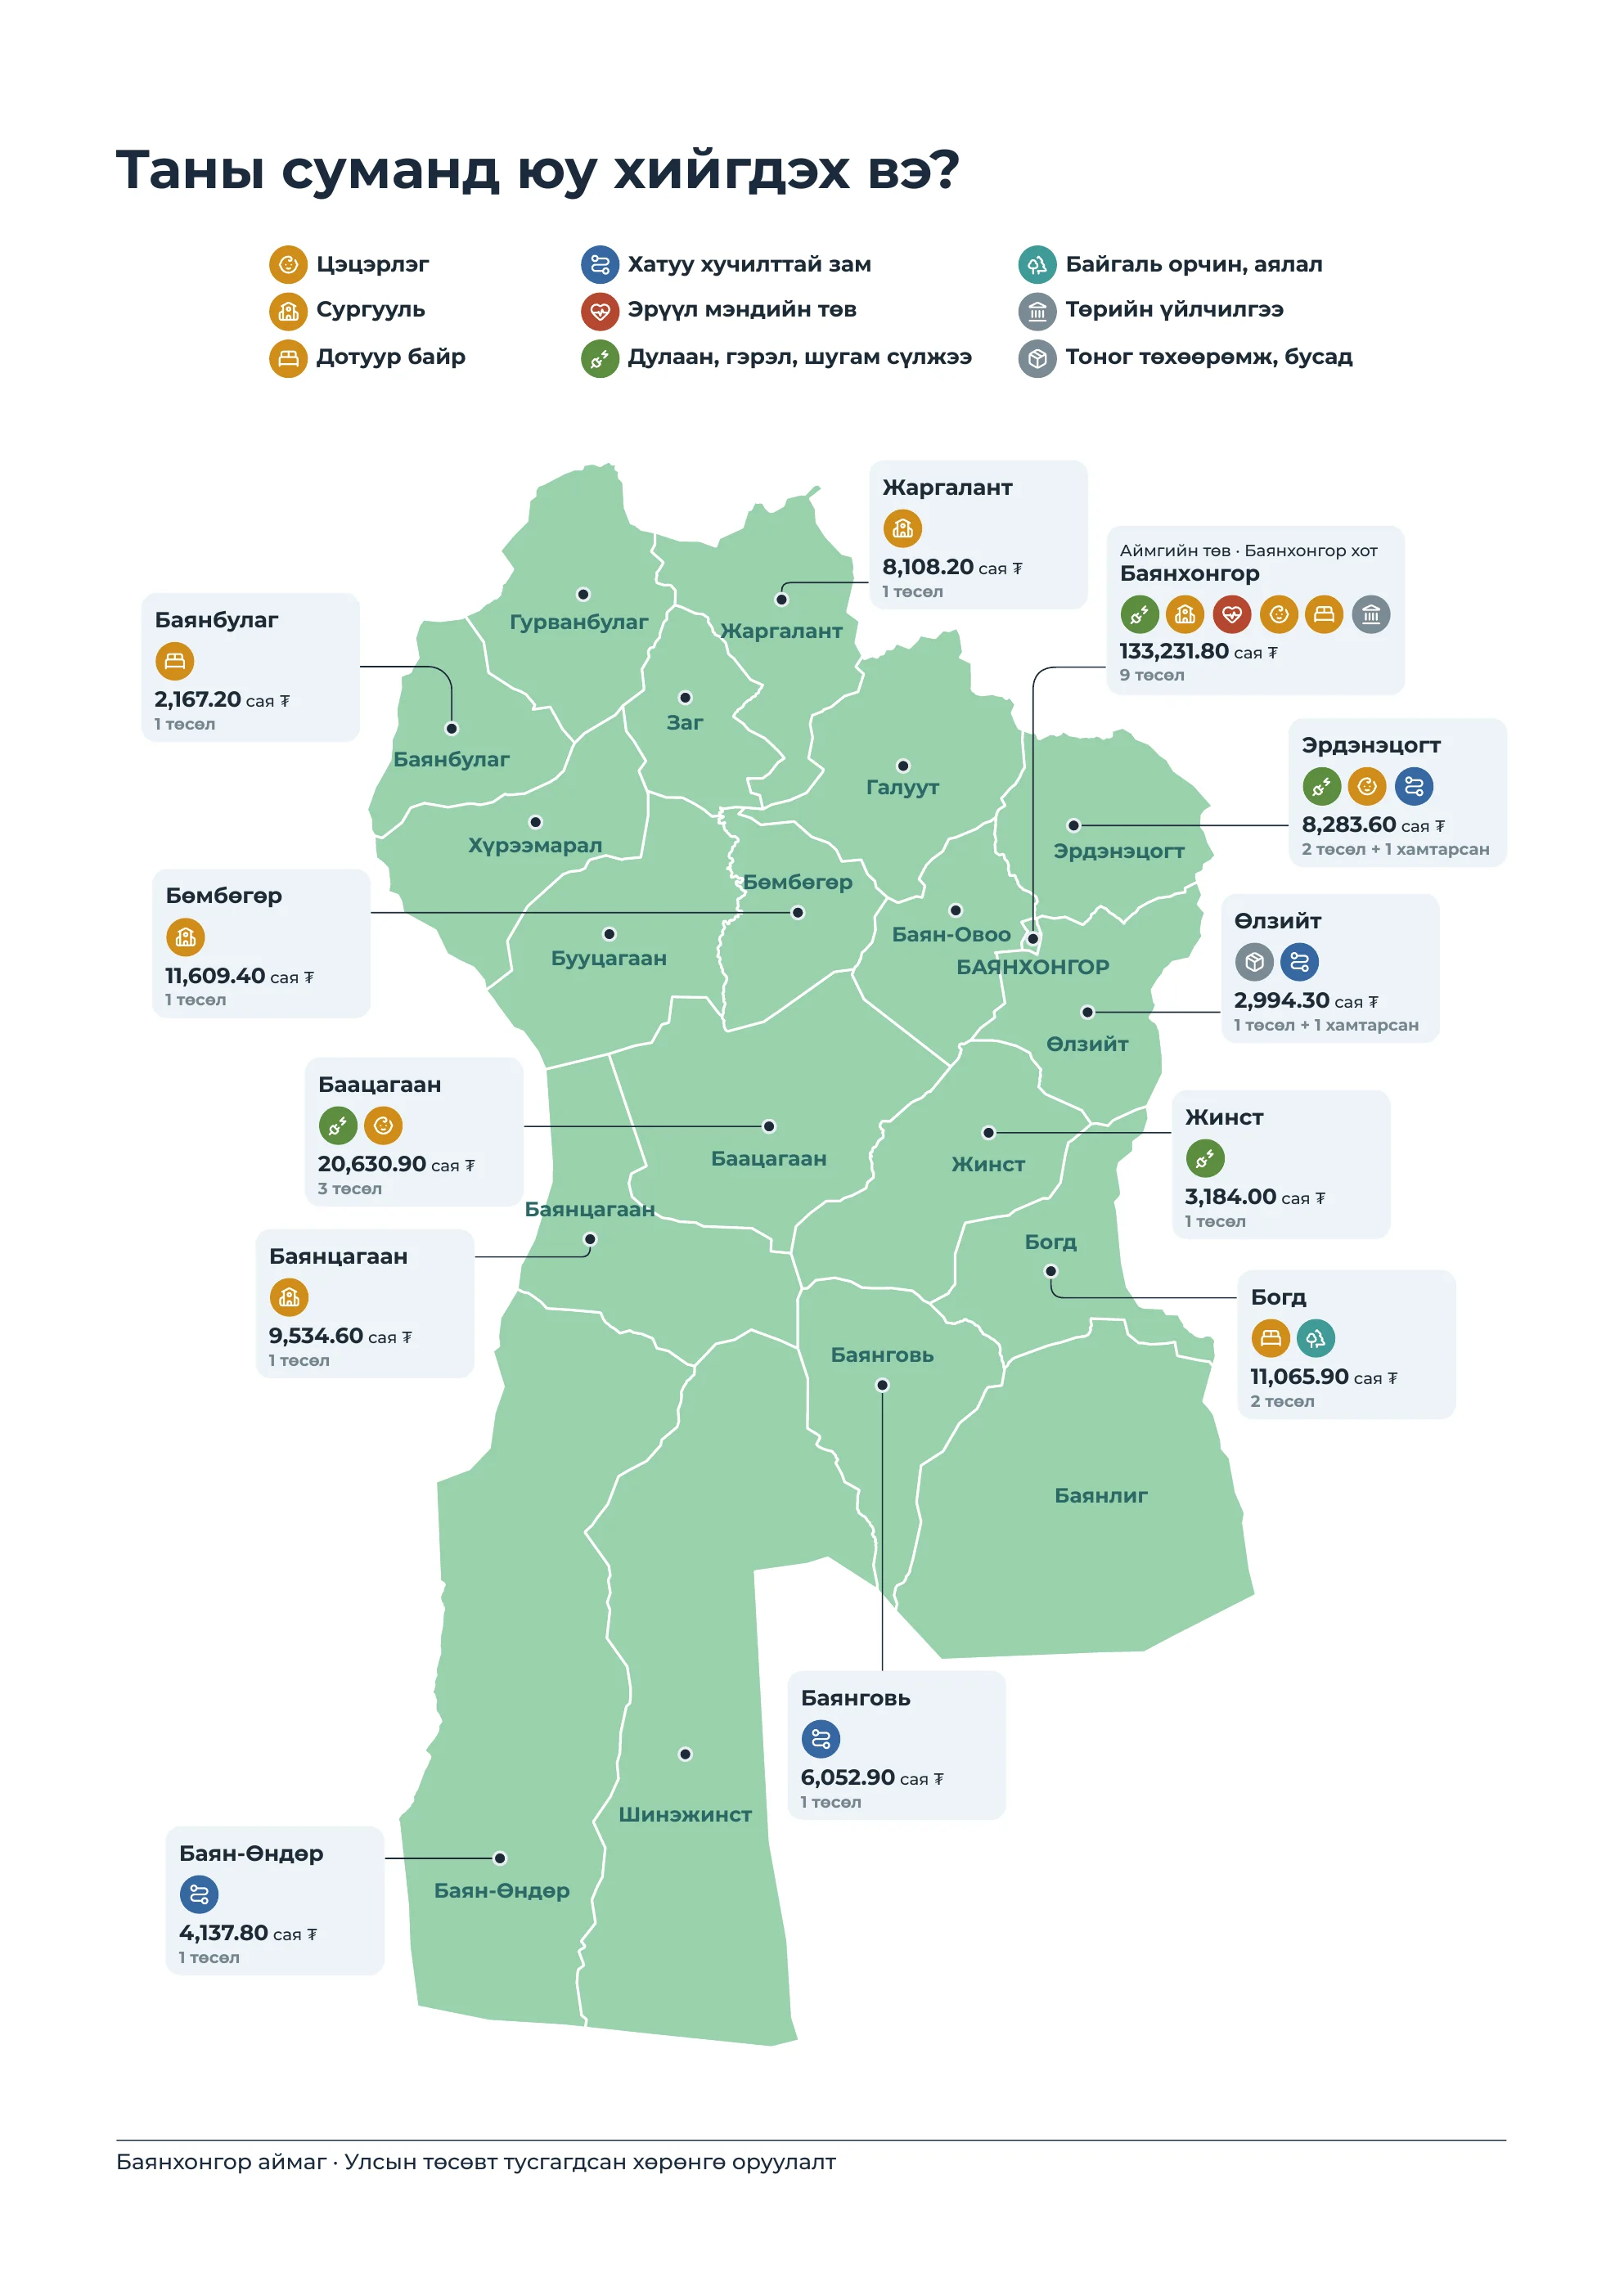 Таны суманд юу хийгдэх вэ?
Цэцэрлэг
Сургууль
Дотуур байр
Хатуу хучилттай зам
Эрүүл мэндийн төв
Дулаан, гэрэл, шугам сүлжээ
Байгаль орчин, аялал
Төрийн үйлчилгээ
Тоног төхөөрөмж, бусад
Жаргалант
8,108.20 сая ₮
1 төсөл
Аймгийн төв · Баянхонгор хот
Баянхонгор
133,231.80 сая ₮
9 төсөл
Баянбулаг
2,167.20 сая ₮
1 төсөл
Эрдэнэцогт
8,283.60 сая ₮
2 төсөл + 1 хамтарсан
Бөмбөгөр
11,609.40 сая ₮
1 төсөл
Өлзийт
2,994.30 сая ₮
1 төсөл + 1 хамтарсан
Баацагаан
20,630.90 сая ₮
3 төсөл
Жинст
3,184.00 сая ₮
1 төсөл
Баянцагаан
9,534.60 сая ₮
1 төсөл
Богд
11,065.90 сая ₮
2 төсөл
Баянговь
6,052.90 сая ₮
1 төсөл
Баян-Өндөр
4,137.80 сая ₮
1 төсөл
Гурванбулаг
Жаргалант
Заг
Баянбулаг
Галуут
Хүрээмарал
Эрдэнэцогт
Бөмбөгөр
Баян-Овоо
Бууцагаан
БАЯНХОНГОР
Өлзийт
Баацагаан
Жинст
Баянцагаан
Богд
Баянговь
Баянлиг
Шинэжинст
Баян-Өндөр
Баянхонгор аймаг · Улсын төсөвт тусгагдсан хөрөнгө оруулалт